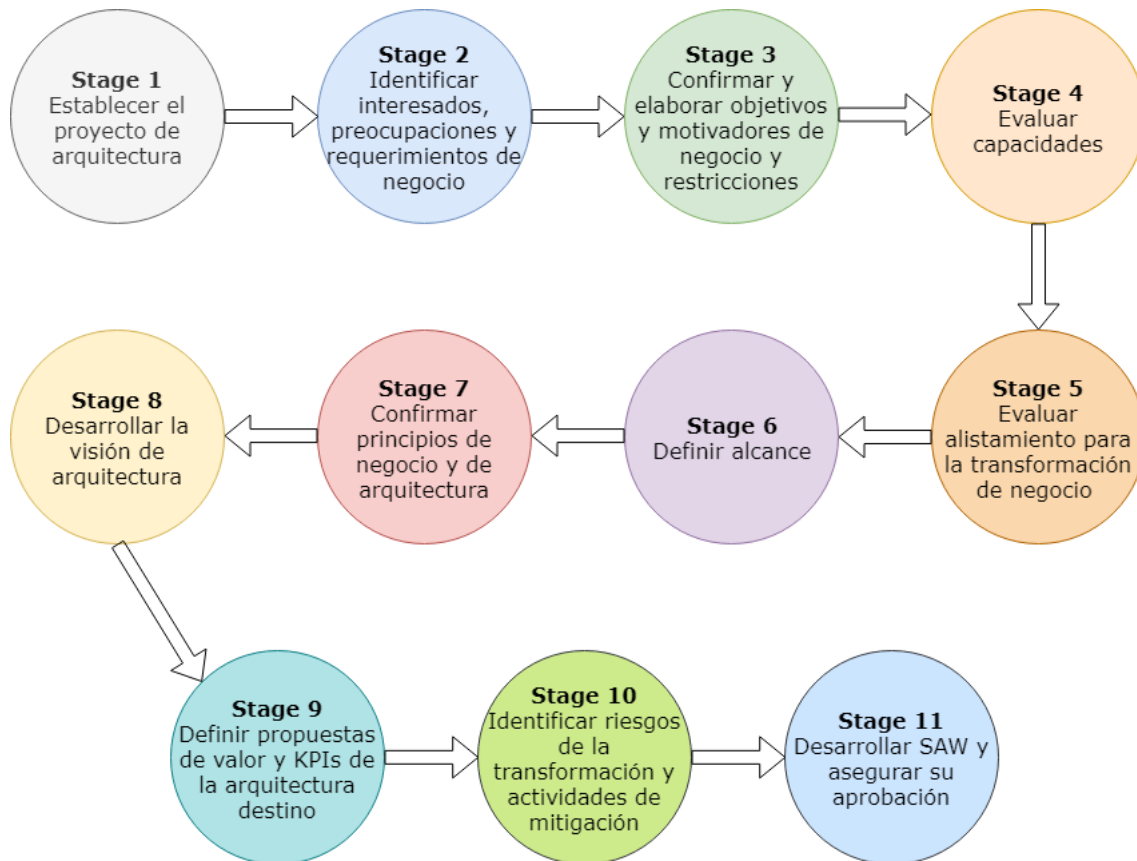 Stage 1
Establecer el
proyecto de
arquitectura
Stage 2
Identificar
interesados,
preocupaciones y
requerimientos de
negocio
Stage 3
Confirmar y
elaborar objetivos
y motivadores de
negocio y
restricciones
Stage 4
Evaluar
capacidades
Stage 5
Evaluar
alistamiento para
la transformación
de negocio
Stage 6
Definir alcance
Stage 7
Confirmar
principios de
negocio y de
arquitectura
Stage 8
Desarrollar la
visión de
arquitectura
Stage 9
Definir propuestas
de valor y KPIs de
la arquitectura
destino
Stage 10
Identificar riesgos
de la
transformación y
actividades de
mitigación
Stage 11
Desarrollar SAW y
asegurar su
aprobación